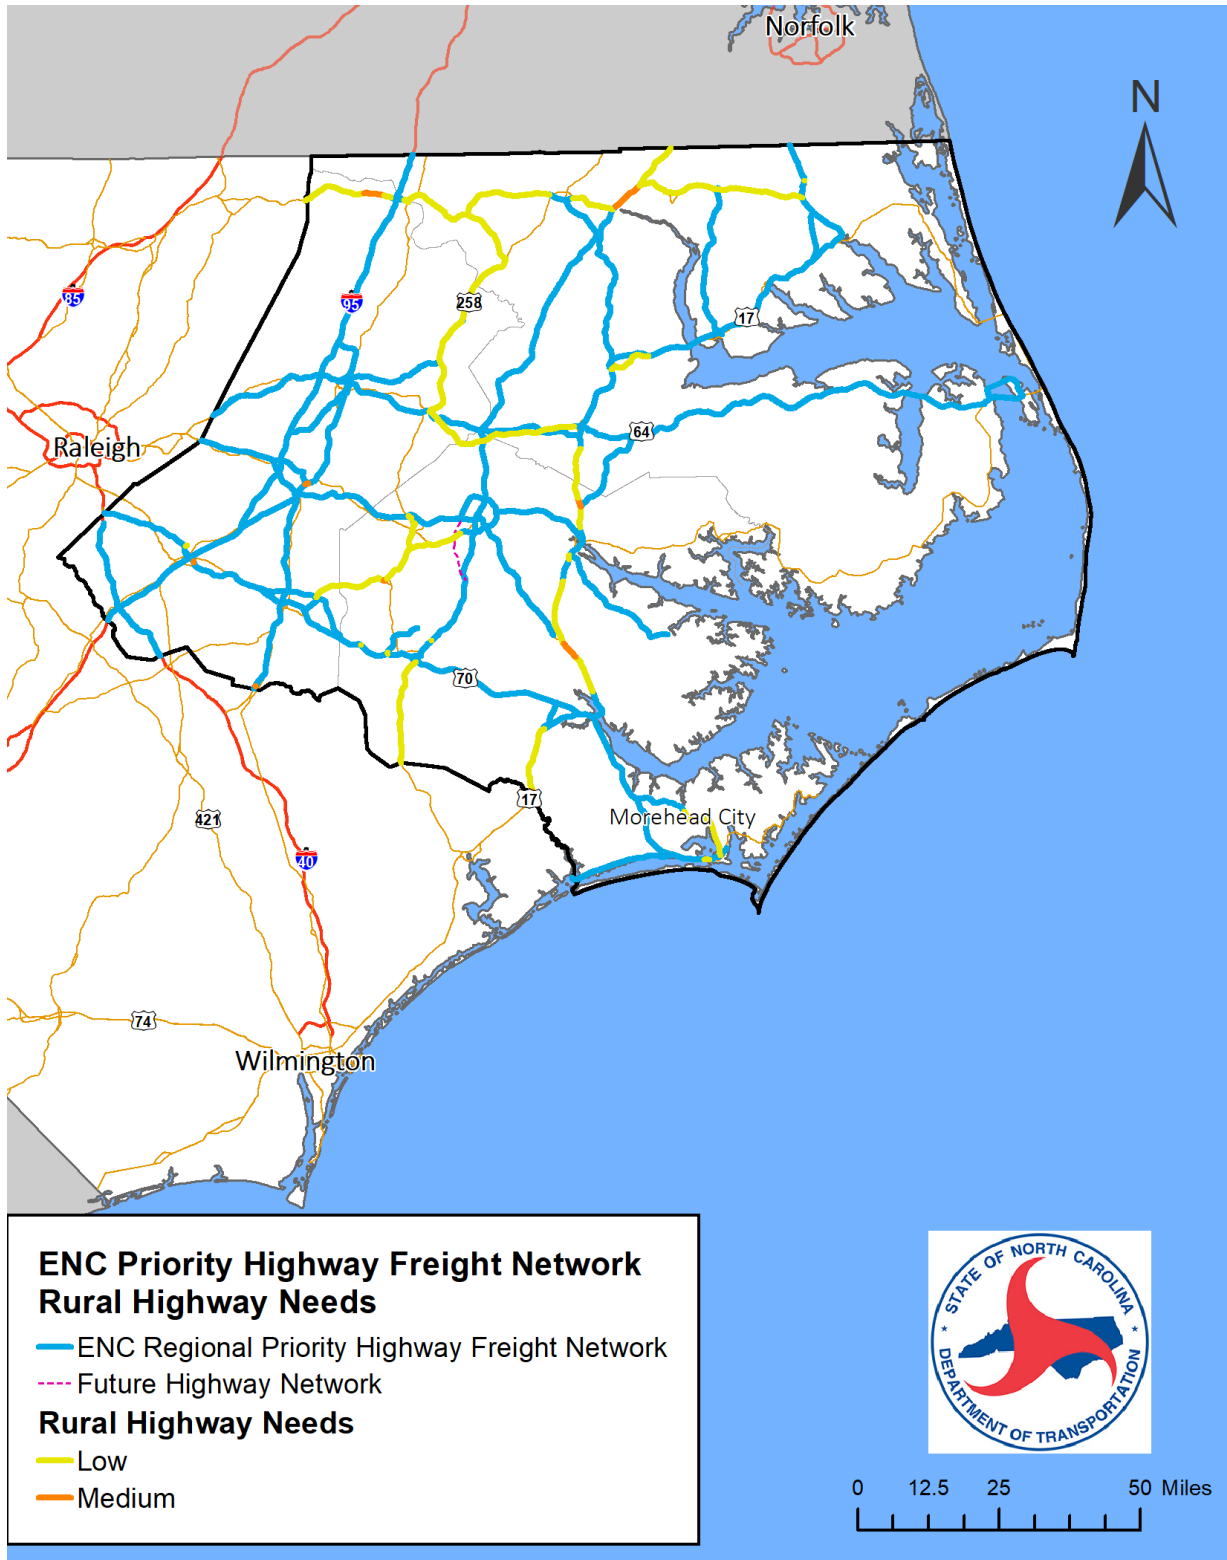 Norfolk
N
85
95
258
17
Raleigh
64
70
17
Morehead City
421
40
74
Wilmington
ENC Priority Highway Freight Network
Rural Highway Needs
ENC Regional Priority Highway Freight Network
Future Highway Network
Rural Highway Needs
Low
Medium
STATE OF NORTH CAROLINA
DEPARTMENT OF TRANSPORTATION
0 12.5 25 50 Miles